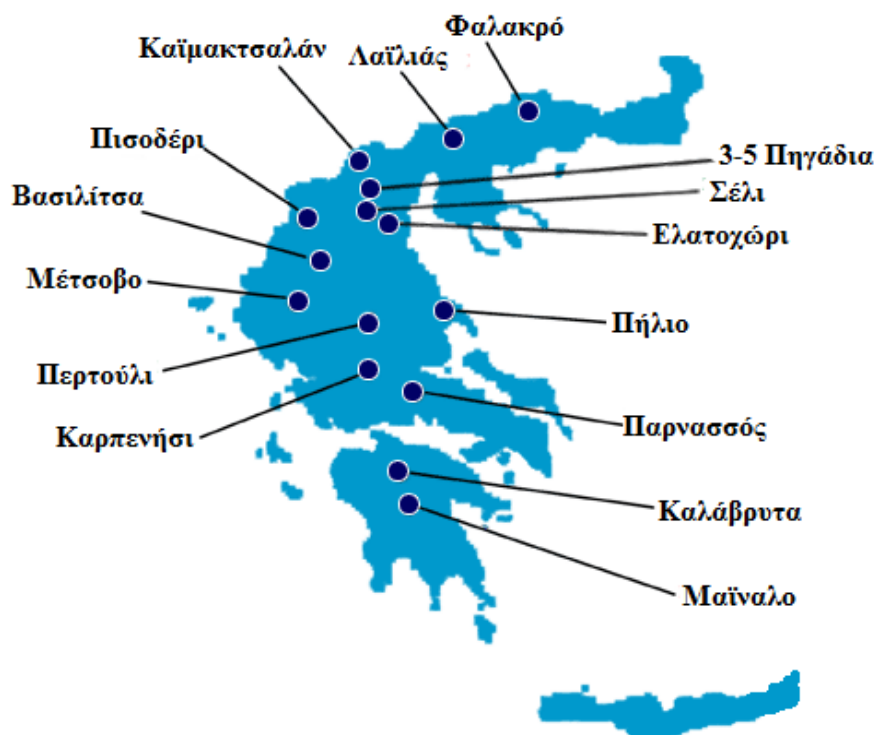 Φαλακρό
Καϊμακτσαλάν
Λαϊλιάς
Πισοδέρι
3-5 Πηγάδια
Βασιλίτσα
Σέλι
Ελατοχώρι
Μέτσοβο
Πήλιο
Περτούλι
Καρπενήσι
Παρνασσός
Καλάβρυτα
Μαϊναλο